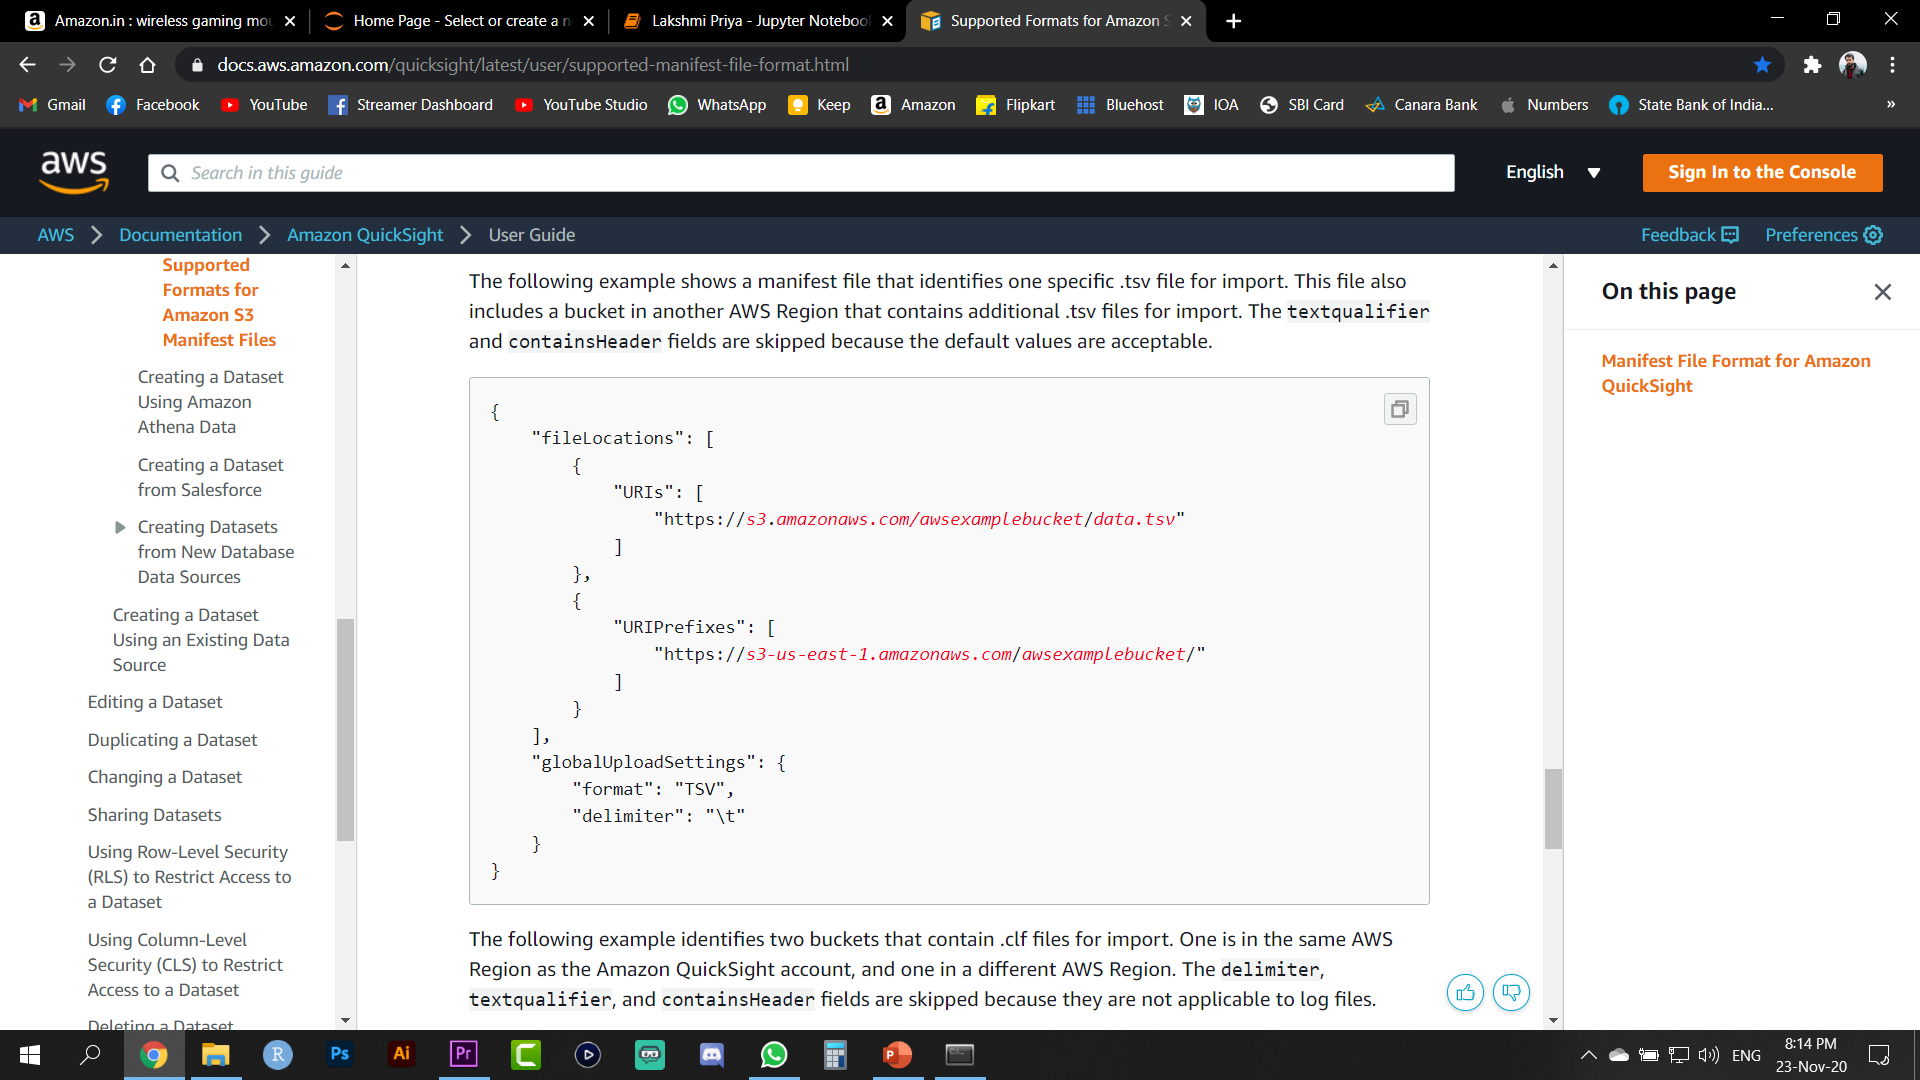 Amazon.in : wireless gaming mou
Home Page - Select or create a n
Lakshmi Priya - Jupyter Notebook
Supported Formats for Amazon S
docs.aws.amazon.com/quicksight/latest/user/supported-manifest-file-format.html
Gmail
Facebook
YouTube
Streamer Dashboard
YouTube Studio
WhatsApp
Keep
Amazon
Flipkart
Bluehost
IOA
SBI Card
Canara Bank
Numbers
State Bank of India...
»
aws
Search in this guide
English
Sign In to the Console
AWS
Documentation
Amazon QuickSight
User Guide
Feedback
Preferences
Supported
Formats for
Amazon S3
Manifest Files
Creating a Dataset
Using Amazon
Athena Data
Creating a Dataset
from Salesforce
Creating Datasets
from New Database
Data Sources
Creating a Dataset
Using an Existing Data
Source
Editing a Dataset
Duplicating a Dataset
Changing a Dataset
Sharing Datasets
Using Row-Level Security
(RLS) to Restrict Access to
a Dataset
Using Column-Level
Security (CLS) to Restrict
Access to a Dataset
Deleting a Dataset
The following example shows a manifest file that identifies one specific .tsv file for import. This file also
includes a bucket in another AWS Region that contains additional .tsv files for import. The textqualifier
and containsHeader fields are skipped because the default values are acceptable.
{
"fileLocations": [
{
"URIs": [
"https://s3.amazonaws.com/awsexamplebucket/data.tsv"
]
},
{
"URIPrefixes": [
"https://s3-us-east-1.amazonaws.com/awsexamplebucket/"
]
}
],
"globalUploadSettings": {
"format": "TSV",
"delimiter": "\t"
}
}
The following example identifies two buckets that contain .clf files for import. One is in the same AWS
Region as the Amazon QuickSight account, and one in a different AWS Region. The delimiter,
textqualifier, and containsHeader fields are skipped because they are not applicable to log files.
On this page
Manifest File Format for Amazon
QuickSight
R
Ps
Ai
Pr
C
P
ENG
8:14 PM
23-Nov-20